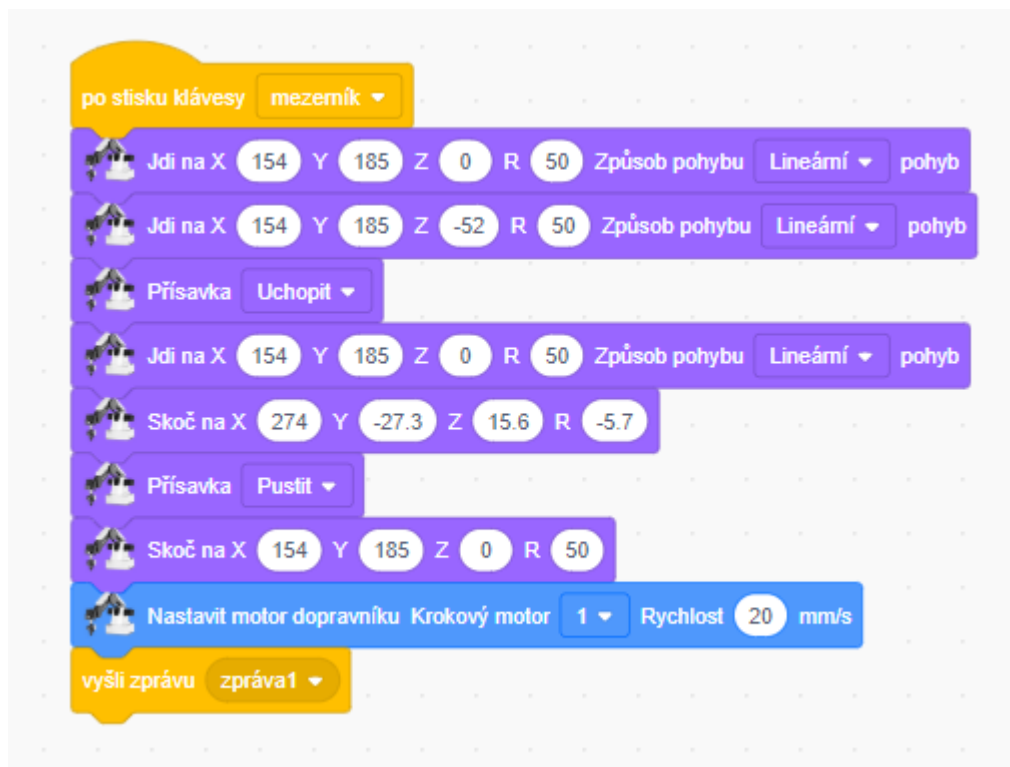 po stisku klávesy mezerník
Jdi na X 154 Y 185 Z 0 R 50 Způsob pohybu Lineární pohyb
Jdi na X 154 Y 185 Z -52 R 50 Způsob pohybu Lineární pohyb
Přísavka Uchopit
Jdi na X 154 Y 185 Z 0 R 50 Způsob pohybu Lineární pohyb
Skoč na X 274 Y -27.3 Z 15.6 R -5.7
Přísavka Pustit
Skoč na X 154 Y 185 Z 0 R 50
Nastavit motor dopravníku Krokový motor 1 Rychlost 20 mm/s
vyšli zprávu zpráva1